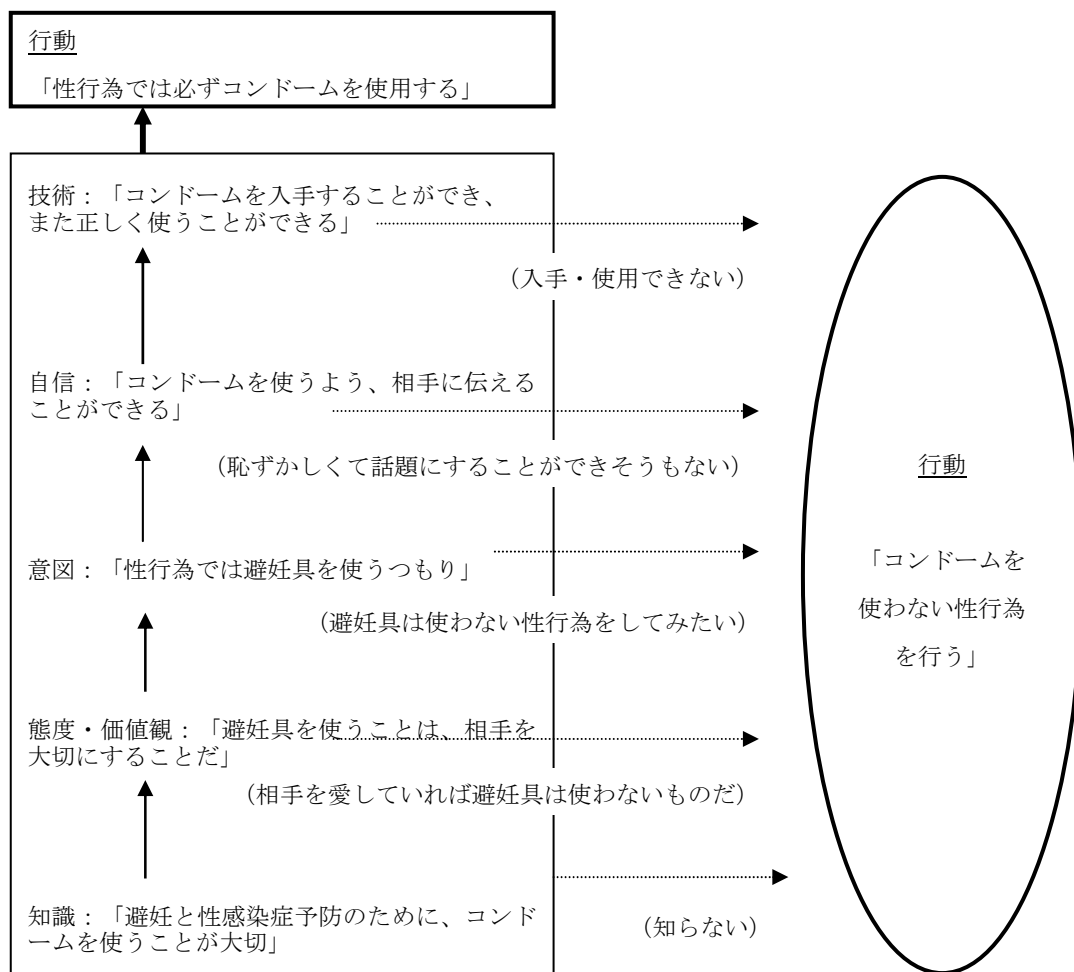 行動
「性行為では必ずコンドームを使用する」
技術：「コンドームを入手することができ、
また正しく使うことができる」
（入手・使用できない）
自信：「コンドームを使うよう、相手に伝える
ことができる」
（恥ずかしくて話題にすることができそうもない）
意図：「性行為では避妊具を使うつもり」
（避妊具は使わない性行為をしてみたい）
態度・価値観：「避妊具を使うことは、相手を
大切にすることだ」
（相手を愛していれば避妊具は使わないものだ）
知識：「避妊と性感染症予防のために、コンド
ームを使うことが大切」
（知らない）
行動
「コンドームを
使わない性行為
を行う」